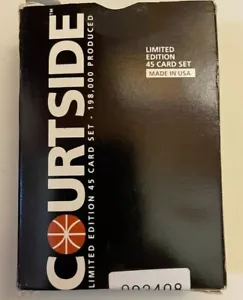 LIMITED
EDITION
45 CARD SET
MADE IN USA
COURTSIDE™
LIMITED EDITION 45 CARD SET - 198,000 PRODUCED